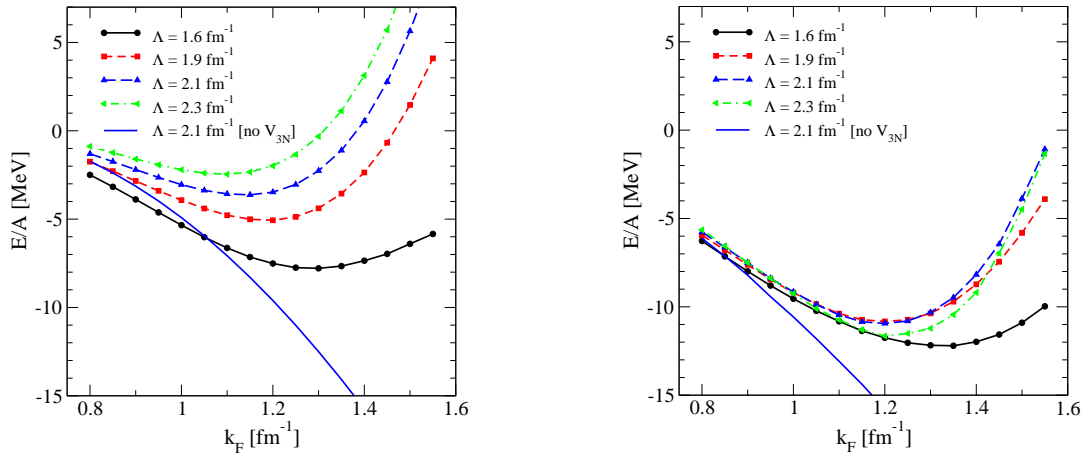 5
0
-5
-10
-15
E/A [MeV]
Λ = 1.6 fm⁻¹
Λ = 1.9 fm⁻¹
Λ = 2.1 fm⁻¹
Λ = 2.3 fm⁻¹
Λ = 2.1 fm⁻¹ [no V₃ₙ]
0.8 1 1.2 1.4 1.6
k_F [fm⁻¹]
5
0
-5
-10
-15
E/A [MeV]
Λ = 1.6 fm⁻¹
Λ = 1.9 fm⁻¹
Λ = 2.1 fm⁻¹
Λ = 2.3 fm⁻¹
Λ = 2.1 fm⁻¹ [no V_3N]
0.8 1 1.2 1.4 1.6
k_F [fm⁻¹]